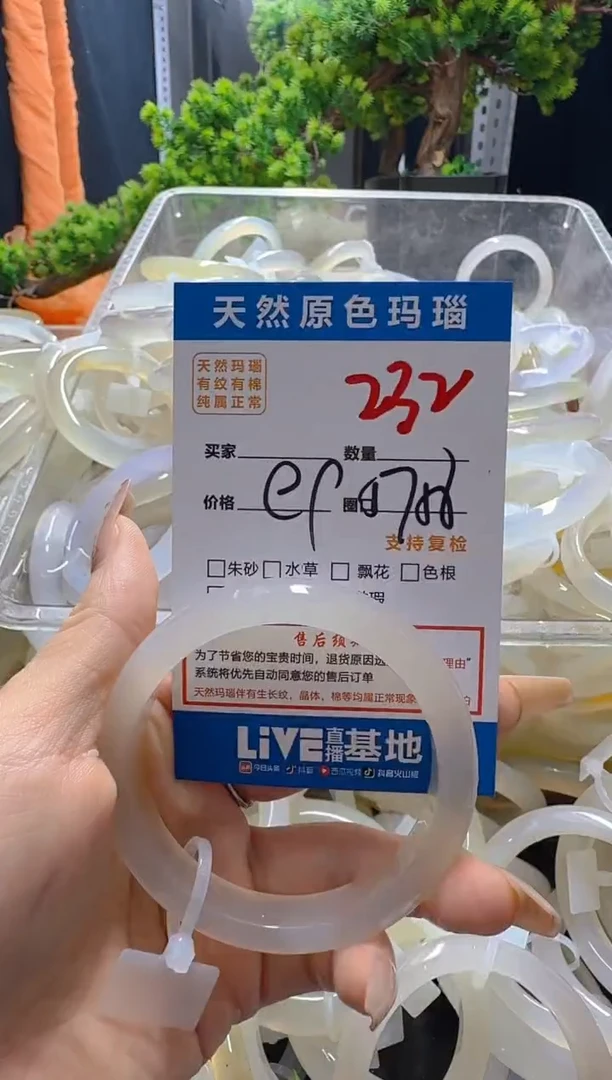 天然原色玛瑙
天然玛瑙
有纹有棉
纯属正常
232
买家 数量
价格 圈
支持复检
朱砂 水草 飘花 色根
售后须
为了节省您的宝贵时间，退货原因 理由"
系统将优先自动同意您的售后订单
天然玛瑙伴有生长纹，晶体，棉等均属正常现象
LiVE直播基地
今日头条 抖音 西瓜视频 抖音火山版